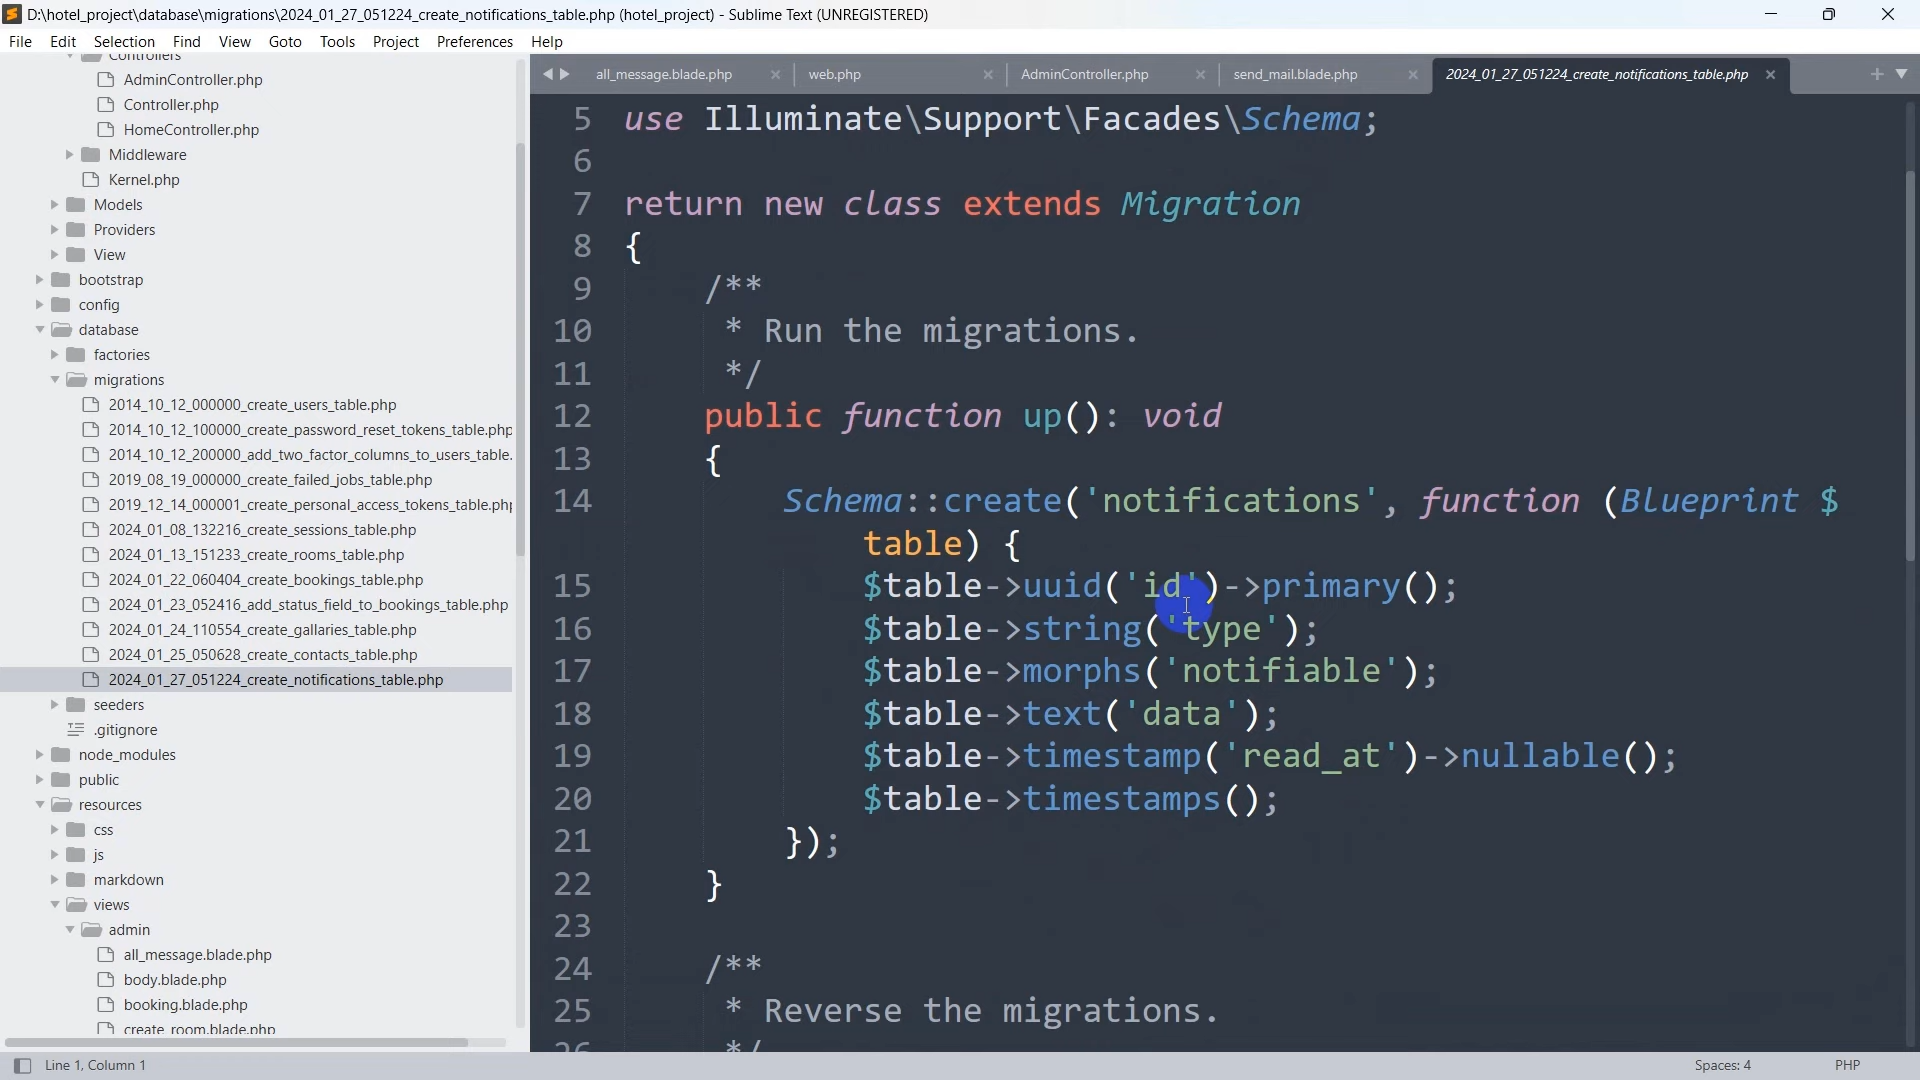 D:\hotel_project\database\migrations\2024_01_27_051224_create_notifications_table.php (hotel_project) - Sublime Text (UNREGISTERED)
File Edit Selection Find View Goto Tools Project Preferences Help
Controllers
AdminController.php
Controller.php
HomeController.php
Middleware
Kernel.php
Models
Providers
View
bootstrap
config
database
factories
migrations
2014_10_12_000000_create_users_table.php
2014_10_12_100000_create_password_reset_tokens_table.php
2014_10_12_200000_add_two_factor_columns_to_users_table.
2019_08_19_000000_create_failed_jobs_table.php
2019_12_14_000001_create_personal_access_tokens_table.php
2024_01_08_132216_create_sessions_table.php
2024_01_13_151233_create_rooms_table.php
2024_01_22_060404_create_bookings_table.php
2024_01_23_052416_add_status_field_to_bookings_table.php
2024_01_24_110554_create_gallaries_table.php
2024_01_25_050628_create_contacts_table.php
2024_01_27_051224_create_notifications_table.php
seeders
.gitignore
node_modules
public
resources
css
js
markdown
views
admin
all_message.blade.php
body.blade.php
booking.blade.php
create_room.blade.php
all_message.blade.php web.php AdminController.php send_mail.blade.php 2024_01_27_051224_create_notifications_table.php
5 use Illuminate\Support\Facades\Schema;
6
7 return new class extends Migration
8 {
9 /**
10 * Run the migrations.
11 */
12 public function up(): void
13 {
14 Schema::create('notifications', function (Blueprint $
table) {
15 $table->uuid('id')->primary();
16 $table->string('type');
17 $table->morphs('notifiable');
18 $table->text('data');
19 $table->timestamp('read_at')->nullable();
20 $table->timestamps();
21 });
22 }
23
24 /**
25 * Reverse the migrations.
26 */
Line 1, Column 1 Spaces: 4 PHP